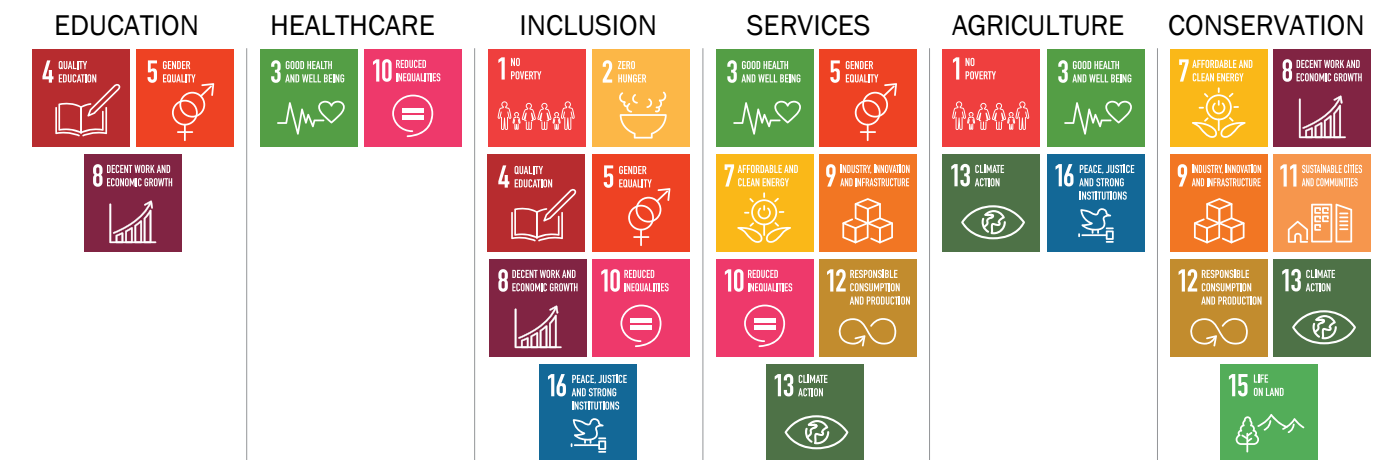 EDUCATION
4 QUALITY
EDUCATION
5 GENDER
EQUALITY
8 DECENT WORK AND
ECONOMIC GROWTH
HEALTHCARE
3 GOOD HEALTH
AND WELL BEING
10 REDUCED
INEQUALITIES
INCLUSION
1 NO
POVERTY
2 ZERO
HUNGER
4 QUALITY
EDUCATION
5 GENDER
EQUALITY
8 DECENT WORK AND
ECONOMIC GROWTH
10 REDUCED
INEQUALITIES
16 PEACE, JUSTICE
AND STRONG
INSTITUTIONS
SERVICES
3 GOOD HEALTH
AND WELL BEING
5 GENDER
EQUALITY
7 AFFORDABLE AND
CLEAN ENERGY
9 INDUSTRY, INNOVATION
AND INFRASTRUCTURE
10 REDUCED
INEQUALITIES
12 RESPONSIBLE
CONSUMPTION
AND PRODUCTION
13 CLIMATE
ACTION
AGRICULTURE
1 NO
POVERTY
3 GOOD HEALTH
AND WELL BEING
13 CLIMATE
ACTION
16 PEACE, JUSTICE
AND STRONG
INSTITUTIONS
CONSERVATION
7 AFFORDABLE AND
CLEAN ENERGY
8 DECENT WORK AND
ECONOMIC GROWTH
9 INDUSTRY, INNOVATION
AND INFRASTRUCTURE
11 SUSTAINABLE CITIES
AND COMMUNITIES
12 RESPONSIBLE
CONSUMPTION
AND PRODUCTION
13 CLIMATE
ACTION
15 LIFE
ON LAND